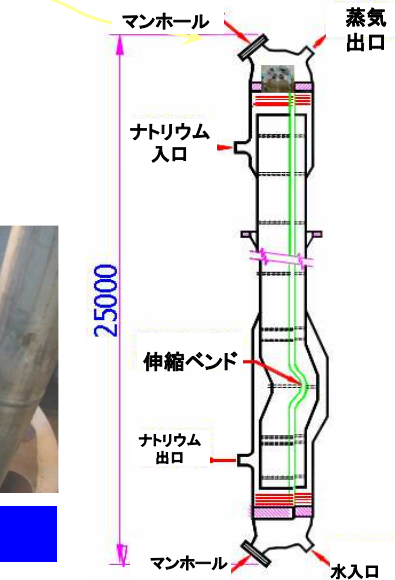 マンホール
蒸気
出口
ナトリウム
入口
25000
伸縮ベンド
ナトリウム
出口
マンホール
水入口